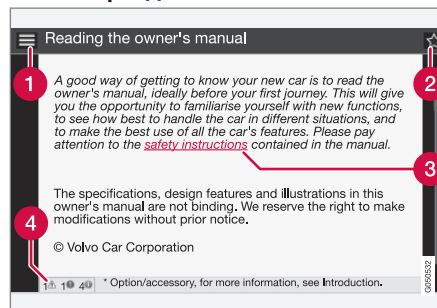 Reading the owner's manual
1
2
A good way of getting to know your new car is to read the
owner's manual, ideally before your first journey. This will give
you the opportunity to familiarise yourself with new functions,
to see how best to handle the car in different situations, and
to make the best use of all the car's features. Please pay
attention to the safety instructions contained in the manual.
3
The specifications, design features and illustrations in this
owner's manual are not binding. We reserve the right to make
modifications without prior notice.
4
© Volvo Car Corporation
1 1 4 * Option/accessory, for more information, see Introduction.
G050532